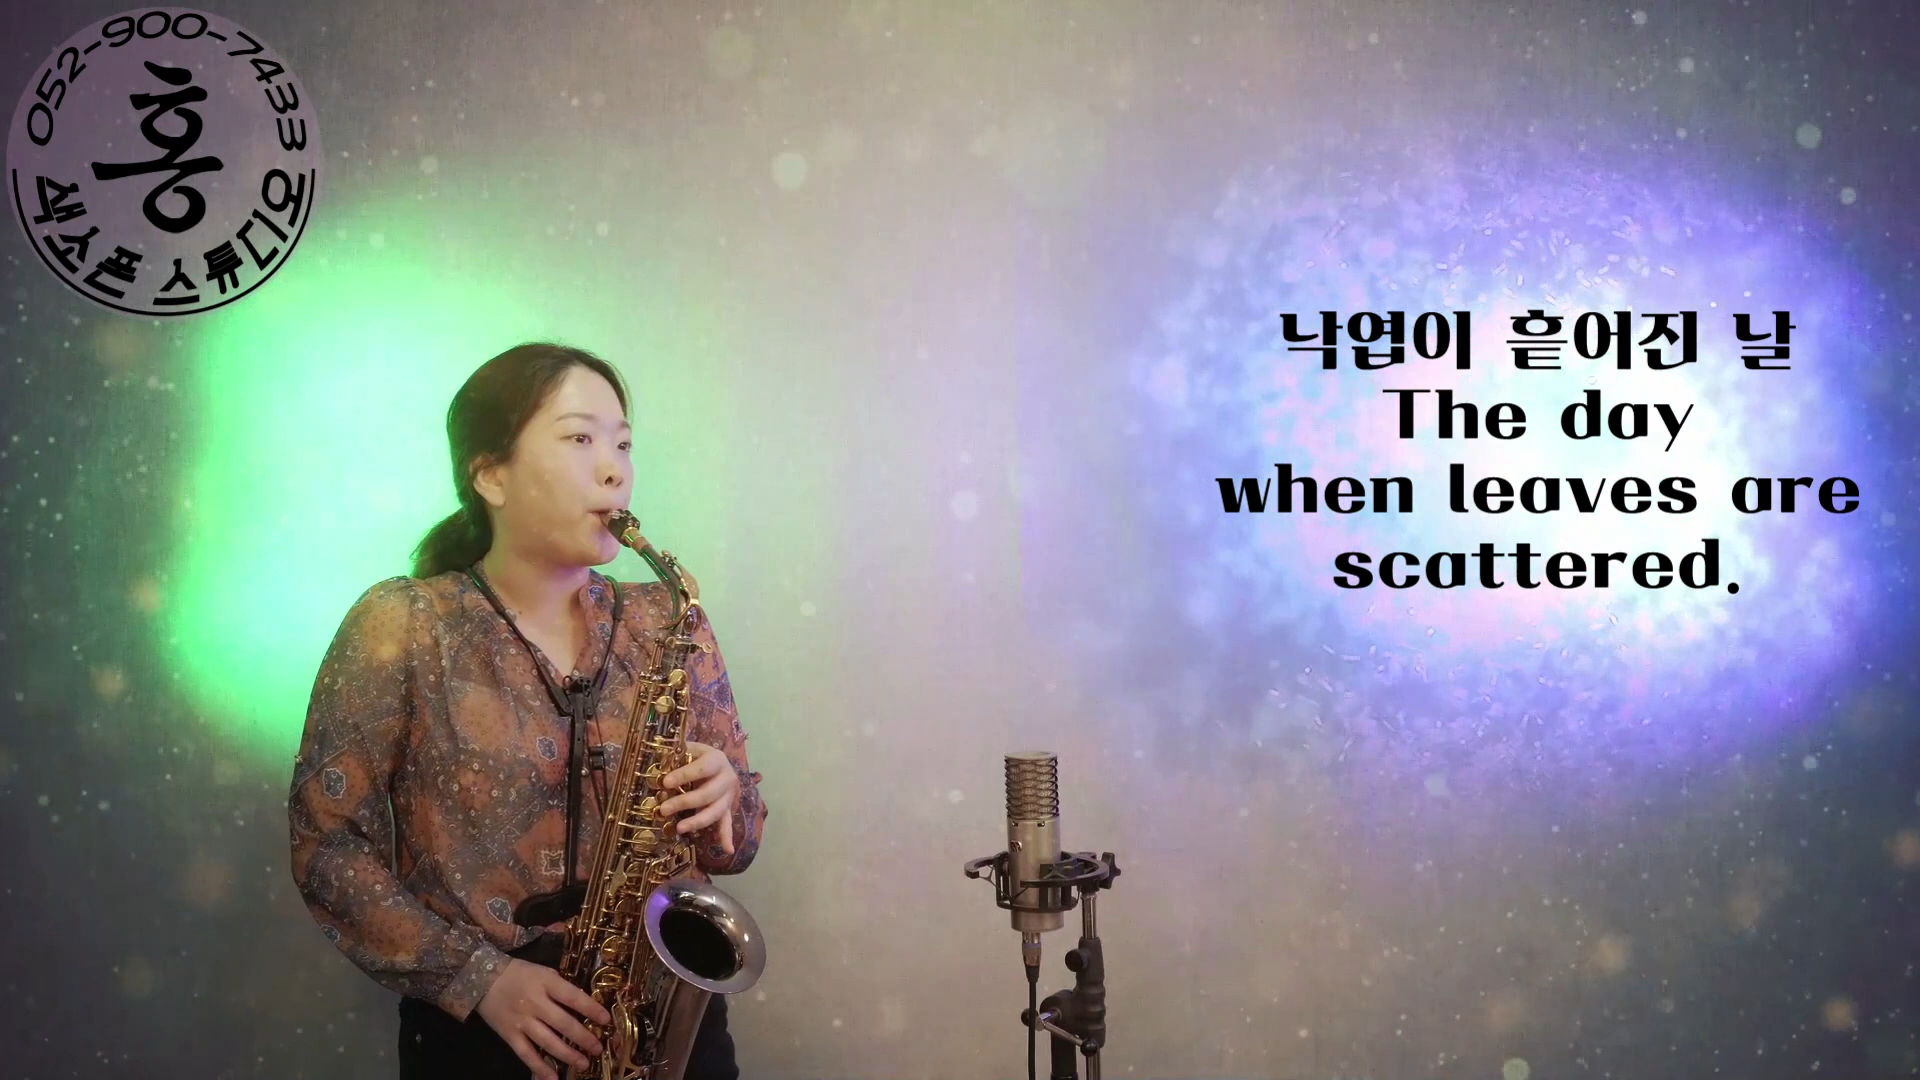 052-900-7433
홍
색소폰 스튜디오
낙엽이 흩어진 날
The day
when leaves are
scattered.